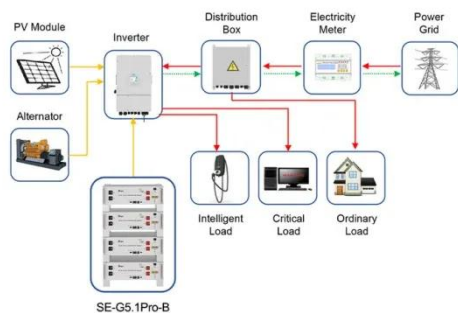 PV Module
Inverter
Distribution
Box
Electricity
Meter
Power
Grid
Alternator
Intelligent
Load
Critical
Load
Ordinary
Load
SE-G5.1Pro-B